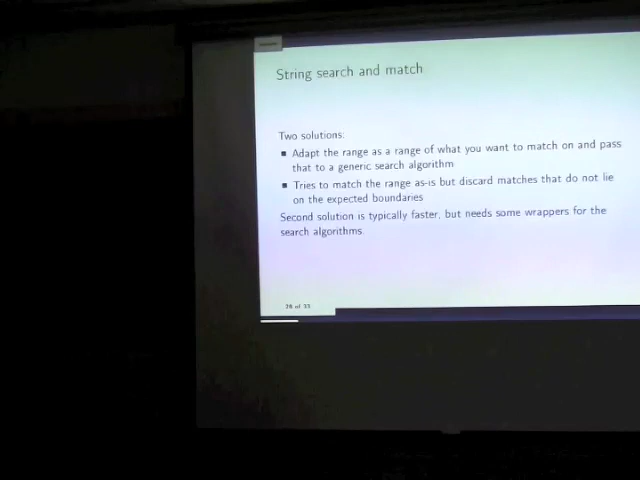 String search and match
Two solutions:
Adapt the range as a range of what you want to match on and pass
that to a generic search algorithm
Tries to match the range as-is but discard matches that do not lie
on the expected boundaries
Second solution is typically faster, but needs some wrappers for the
search algorithms.
of 33